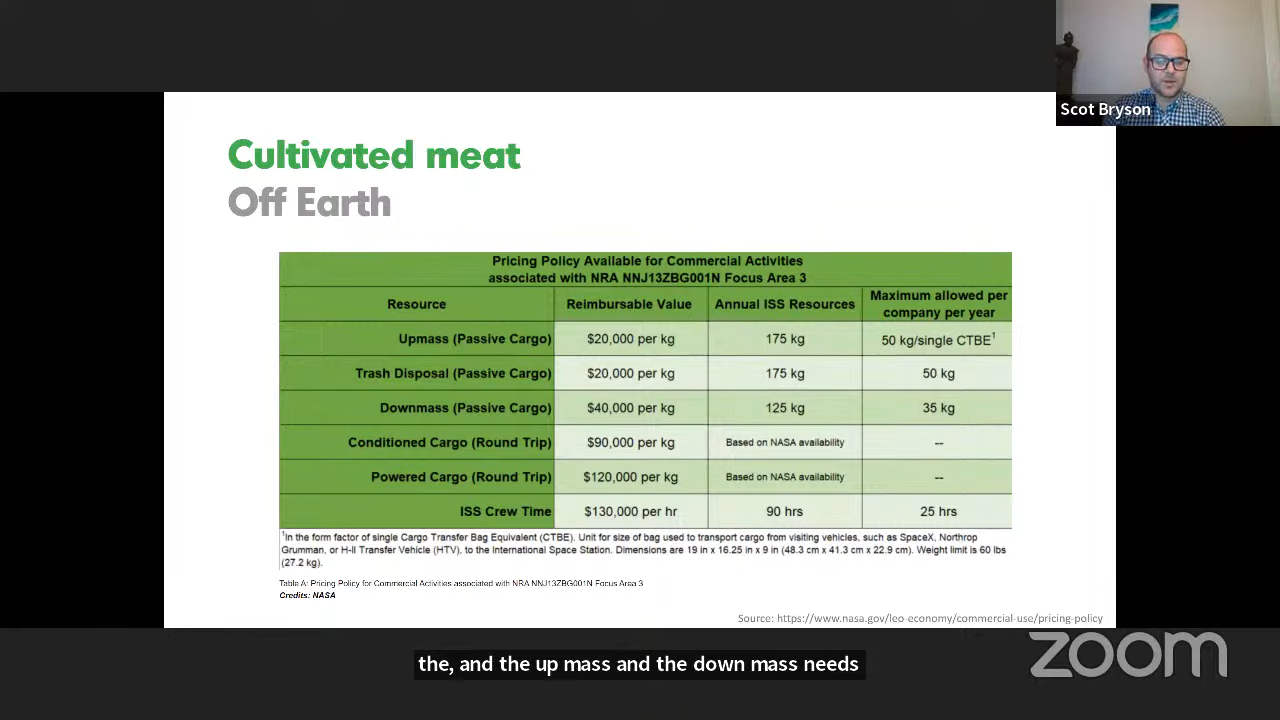 Scot Bryson
Cultivated meat
Off Earth
Pricing Policy Available for Commercial Activities
associated with NRA NNJ13ZBG001N Focus Area 3
Resource Reimbursable Value Annual ISS Resources Maximum allowed per company per year
Upmass (Passive Cargo) $20,000 per kg 175 kg 50 kg/single CTBE1
Trash Disposal (Passive Cargo) $20,000 per kg 175 kg 50 kg
Downmass (Passive Cargo) $40,000 per kg 125 kg 35 kg
Conditioned Cargo (Round Trip) $90,000 per kg Based on NASA availability --
Powered Cargo (Round Trip) $120,000 per kg Based on NASA availability --
ISS Crew Time $130,000 per hr 90 hrs 25 hrs
1In the form factor of single Cargo Transfer Bag Equivalent (CTBE). Unit for size of bag used to transport cargo from visiting vehicles, such as SpaceX, Northrop
Grumman, or H-II Transfer Vehicle (HTV), to the International Space Station. Dimensions are 19 in x 16.25 in x 9 in (48.3 cm x 41.3 cm x 22.9 cm). Weight limit is 60 lbs
(27.2 kg).
Table A: Pricing Policy for Commercial Activities associated with NRA NNJ13ZBG001N Focus Area 3
Credits: NASA
Source: https://www.nasa.gov/leo-economy/commercial-use/pricing-policy
the, and the up mass and the down mass needs
zoom